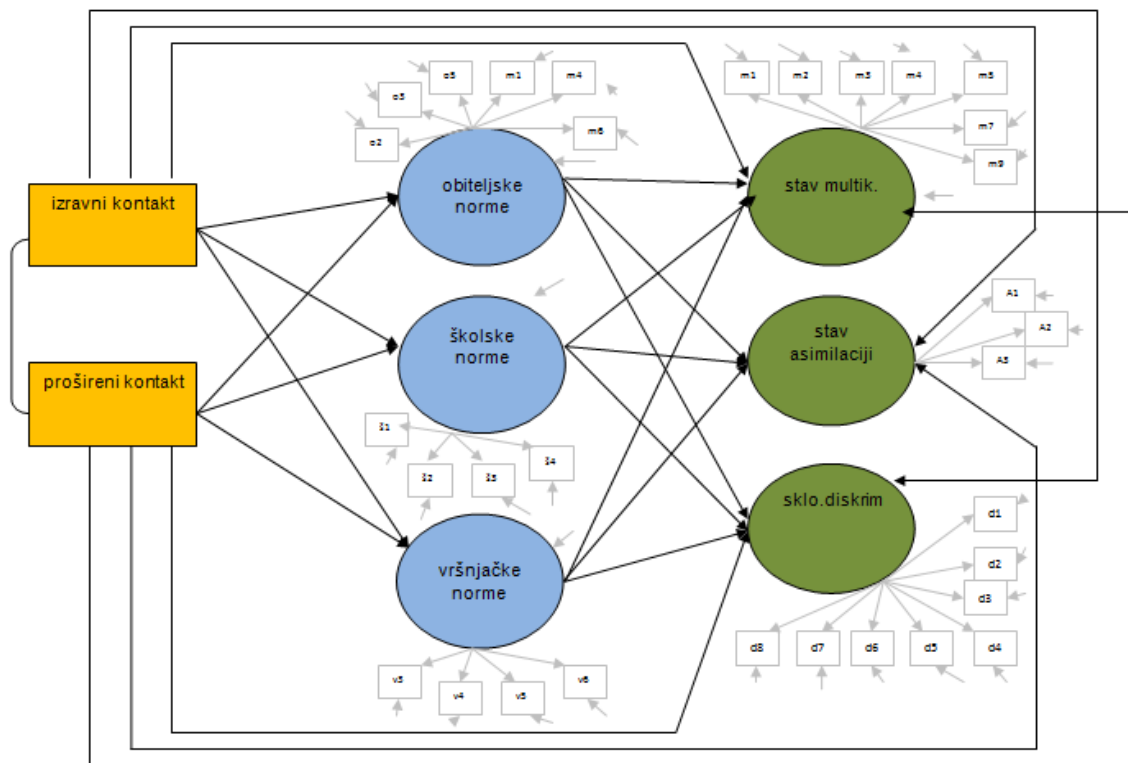 o5
m1
m4
o3
o2
m6
m1
m2
m3
m4
m5
m7
m9
izravni kontakt
obiteljske
norme
stav multik.
školske
norme
stav
asimilaciji
A1
A2
A3
prošireni kontakt
š1
š2
š3
š4
vršnjačke
norme
sklo.diskrim
d1
d2
d3
d8
d7
d6
d5
d4
v3
v4
v5
v6